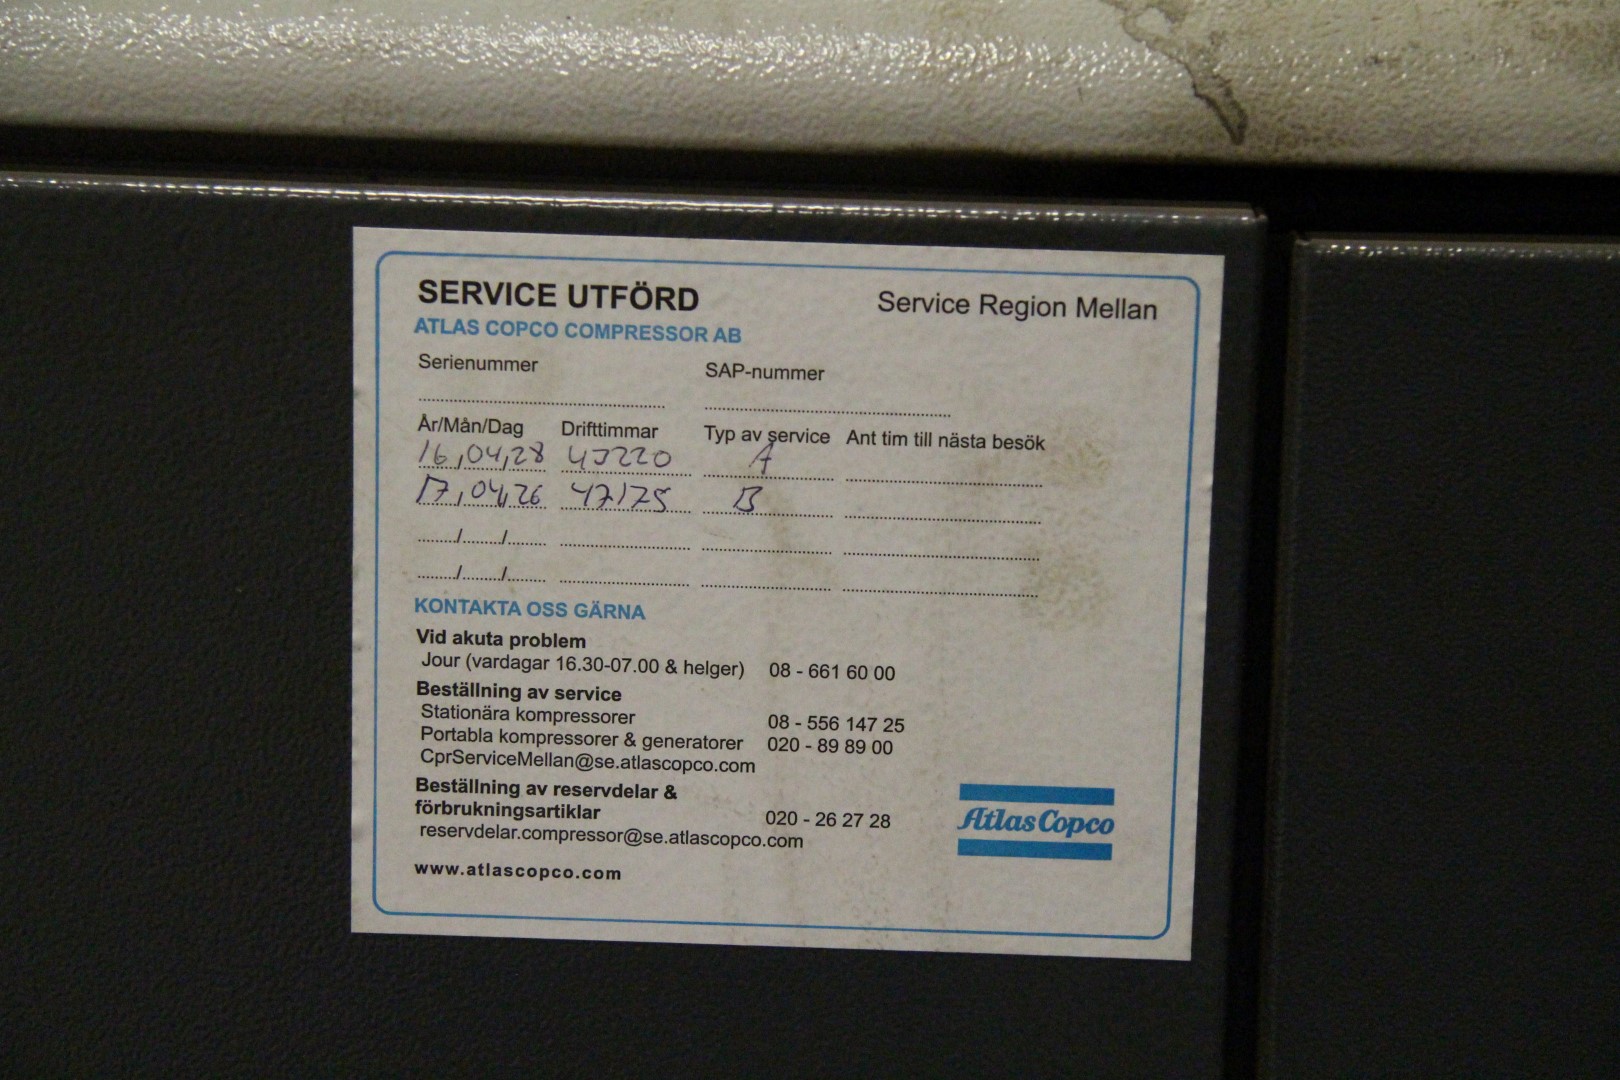 SERVICE UTFÖRD
Service Region Mellan
ATLAS COPCO COMPRESSOR AB
Serienummer SAP-nummer
År/Mån/Dag Drifttimmar Typ av service Ant tim till nästa besök
16,04,28 A
17,04,26 47175 B
KONTAKTA OSS GÄRNA
Vid akuta problem
Jour (vardagar 16.30-07.00 & helger) 08 - 661 60 00
Beställning av service
Stationära kompressorer 08 - 556 147 25
Portabla kompressorer & generatorer 020 - 89 89 00
CprServiceMellan@se.atlascopco.com
Beställning av reservdelar &
förbrukningsartiklar 020 - 26 27 28
reservdelar.compressor@se.atlascopco.com
www.atlascopco.com
Atlas Copco